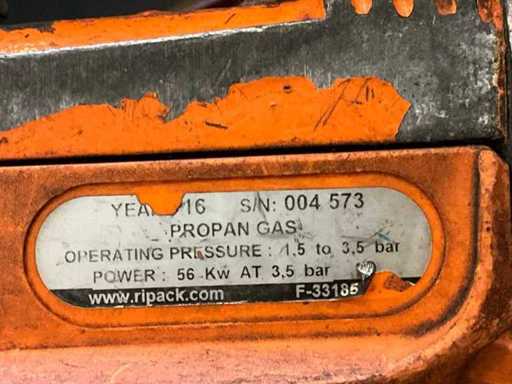 YEA 16 S/N: 004 573
PROPAN GAS
OPERATING PRESSURE : 1,5 to 3,5 bar
POWER : 56 Kw AT 3,5 bar
www.ripack.com F-33185